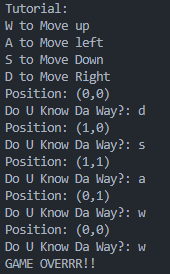 Tutorial:
W to Move up
A to Move left
S to Move Down
D to Move Right
Position: (0,0)
Do U Know Da Way?: d
Position: (1,0)
Do U Know Da Way?: s
Position: (1,1)
Do U Know Da Way?: a
Position: (0,1)
Do U Know Da Way?: w
Position: (0,0)
Do U Know Da Way?: w
GAME OVERRR!!